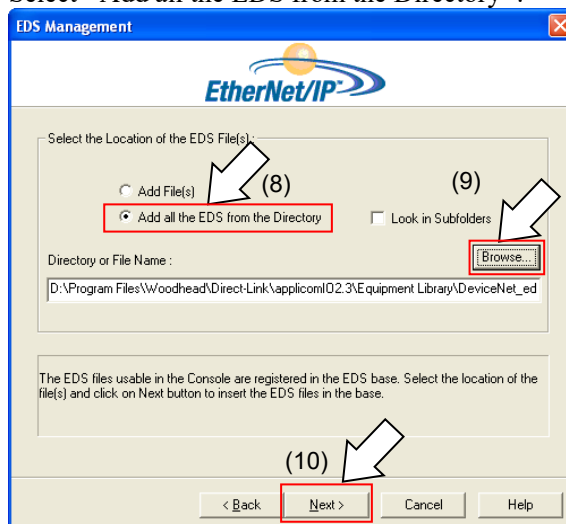 Select "Add all the EDS from the Directory".
EDS Management
EtherNet/IP
Select the Location of the EDS File(s) :
Add File(s)
(8)
(9)
Add all the EDS from the Directory
Look in Subfolders
Directory or File Name :
Browse...
D:\Program Files\Woodhead\Direct-Link\applicomIO2.3\Equipment Library\DeviceNet_ed
The EDS files usable in the Console are registered in the EDS base. Select the location of the
file(s) and click on Next button to insert the EDS files in the base.
(10)
< Back
Next >
Cancel
Help